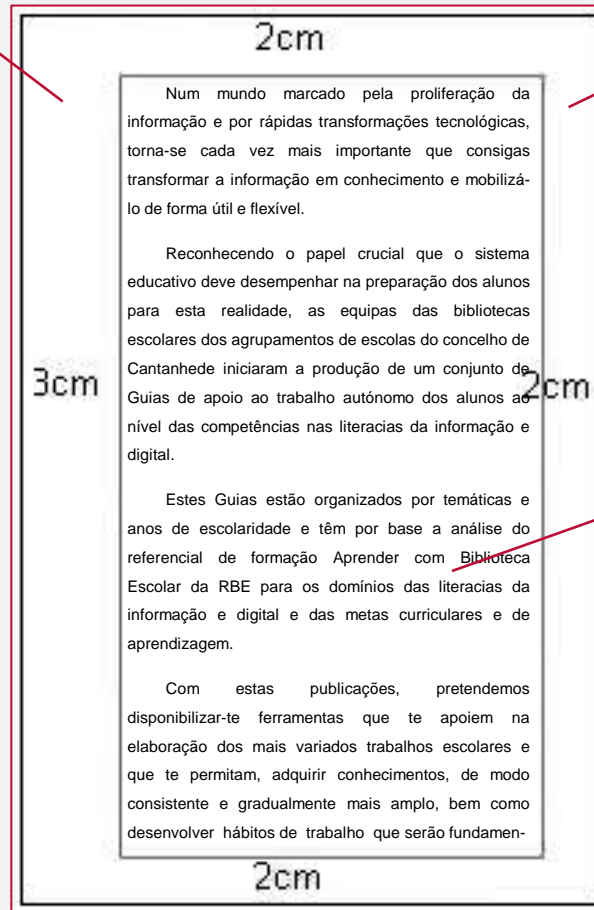 2cm
Num mundo marcado pela proliferação da
informação e por rápidas transformações tecnológicas,
torna-se cada vez mais importante que consigas
transformar a informação em conhecimento e mobilizá-
lo de forma útil e flexível.
Reconhecendo o papel crucial que o sistema
educativo deve desempenhar na preparação dos alunos
para esta realidade, as equipas das bibliotecas
escolares dos agrupamentos de escolas do concelho de
Cantanhede iniciaram a produção de um conjunto de
3cm
Guias de apoio ao trabalho autónomo dos alunos ao
2cm
nível das competências nas literacias da informação e
digital.
Estes Guias estão organizados por temáticas e
anos de escolaridade e têm por base a análise do
referencial de formação Aprender com Biblioteca
Escolar da RBE para os domínios das literacias da
informação e digital e das metas curriculares e de
aprendizagem.
Com estas publicações, pretendemos
disponibilizar-te ferramentas que te apoiem na
elaboração dos mais variados trabalhos escolares e
que te permitam, adquirir conhecimentos, de modo
consistente e gradualmente mais amplo, bem como
desenvolver hábitos de trabalho que serão fundamen-
2cm